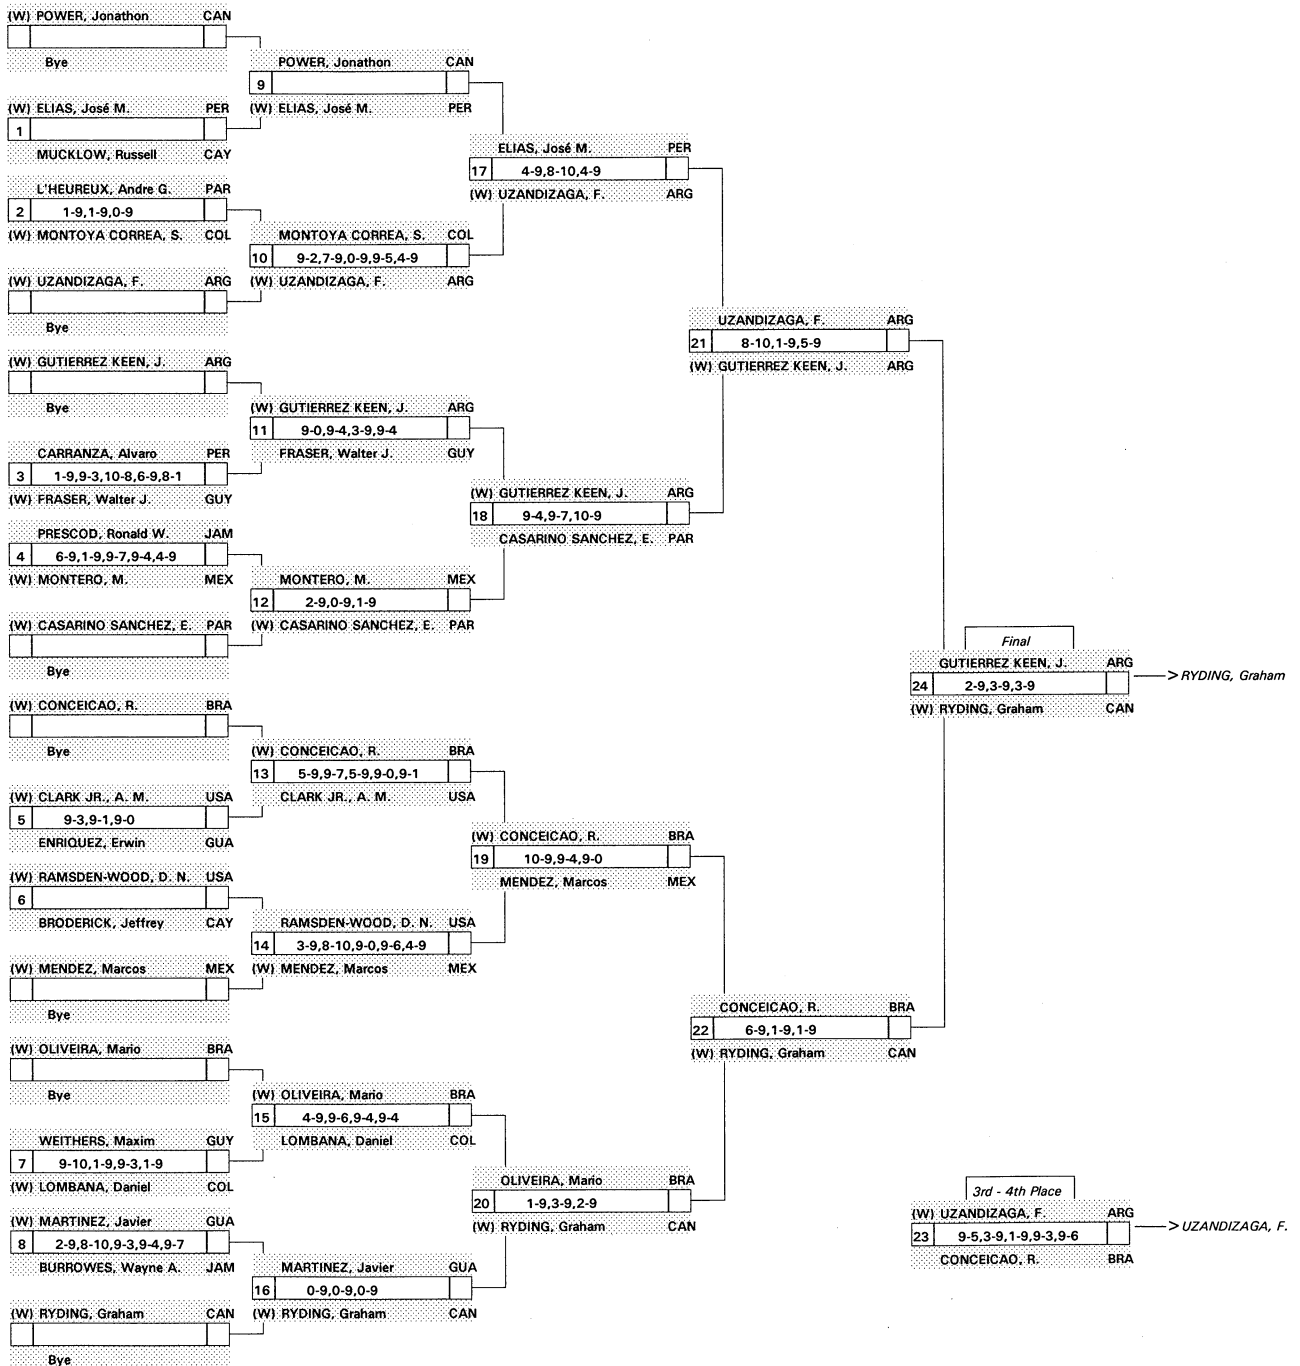 (W) POWER, Jonathon CAN
Bye
(W) ELIAS, José M. PER
1
MUCKLOW, Russell CAY
L'HEUREUX, Andre G. PAR
2 1-9,1-9,0-9
(W) MONTOYA CORREA, S. COL
(W) UZANDIZAGA, F. ARG
Bye
(W) GUTIERREZ KEEN, J. ARG
Bye
CARRANZA, Alvaro PER
3 1-9,9-3,10-8,6-9,8-1
(W) FRASER, Walter J. GUY
PRESCOD, Ronald W. JAM
4 6-9,1-9,9-7,9-4,4-9
(W) MONTERO, M. MEX
(W) CASARINO SANCHEZ, E. PAR
Bye
(W) CONCEICAO, R. BRA
Bye
(W) CLARK JR., A. M. USA
5 9-3,9-1,9-0
ENRIQUEZ, Erwin GUA
(W) RAMSDEN-WOOD, D. N. USA
6
BRODERICK, Jeffrey CAY
(W) MENDEZ, Marcos MEX
Bye
(W) OLIVEIRA, Mario BRA
Bye
WEITHERS, Maxim GUY
7 9-10,1-9,9-3,1-9
(W) LOMBANA, Daniel COL
(W) MARTINEZ, Javier GUA
8 2-9,8-10,9-3,9-4,9-7
BURROWES, Wayne A. JAM
(W) RYDING, Graham CAN
Bye
POWER, Jonathon CAN
9
(W) ELIAS, José M. PER
MONTOYA CORREA, S. COL
10 9-2,7-9,0-9,9-5,4-9
(W) UZANDIZAGA, F. ARG
(W) GUTIERREZ KEEN, J. ARG
11 9-0,9-4,3-9,9-4
FRASER, Walter J. GUY
MONTERO, M. MEX
12 2-9,0-9,1-9
(W) CASARINO SANCHEZ, E. PAR
(W) CONCEICAO, R. BRA
13 5-9,9-7,5-9,9-0,9-1
CLARK JR., A. M. USA
RAMSDEN-WOOD, D. N. USA
14 3-9,8-10,9-0,9-6,4-9
(W) MENDEZ, Marcos MEX
(W) OLIVEIRA, Mario BRA
15 4-9,9-6,9-4,9-4
LOMBANA, Daniel COL
MARTINEZ, Javier GUA
16 0-9,0-9,0-9
(W) RYDING, Graham CAN
ELIAS, José M. PER
17 4-9,8-10,4-9
(W) UZANDIZAGA, F. ARG
(W) GUTIERREZ KEEN, J. ARG
18 9-4,9-7,10-9
CASARINO SANCHEZ, E. PAR
(W) CONCEICAO, R. BRA
19 10-9,9-4,9-0
MENDEZ, Marcos MEX
OLIVEIRA, Mario BRA
20 1-9,3-9,2-9
(W) RYDING, Graham CAN
UZANDIZAGA, F. ARG
21 8-10,1-9,5-9
(W) GUTIERREZ KEEN, J. ARG
CONCEICAO, R. BRA
22 6-9,1-9,1-9
(W) RYDING, Graham CAN
Final
GUTIERREZ KEEN, J. ARG
24 2-9,3-9,3-9
(W) RYDING, Graham CAN
> RYDING, Graham
3rd - 4th Place
(W) UZANDIZAGA, F. ARG
23 9-5,3-9,1-9,9-3,9-6
CONCEICAO, R. BRA
> UZANDIZAGA, F.